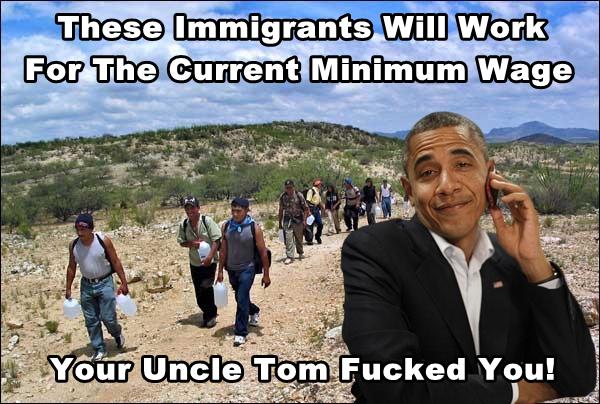 These Immigrants Will Work
For The Current Minimum Wage
Your Uncle Tom Fucked You!